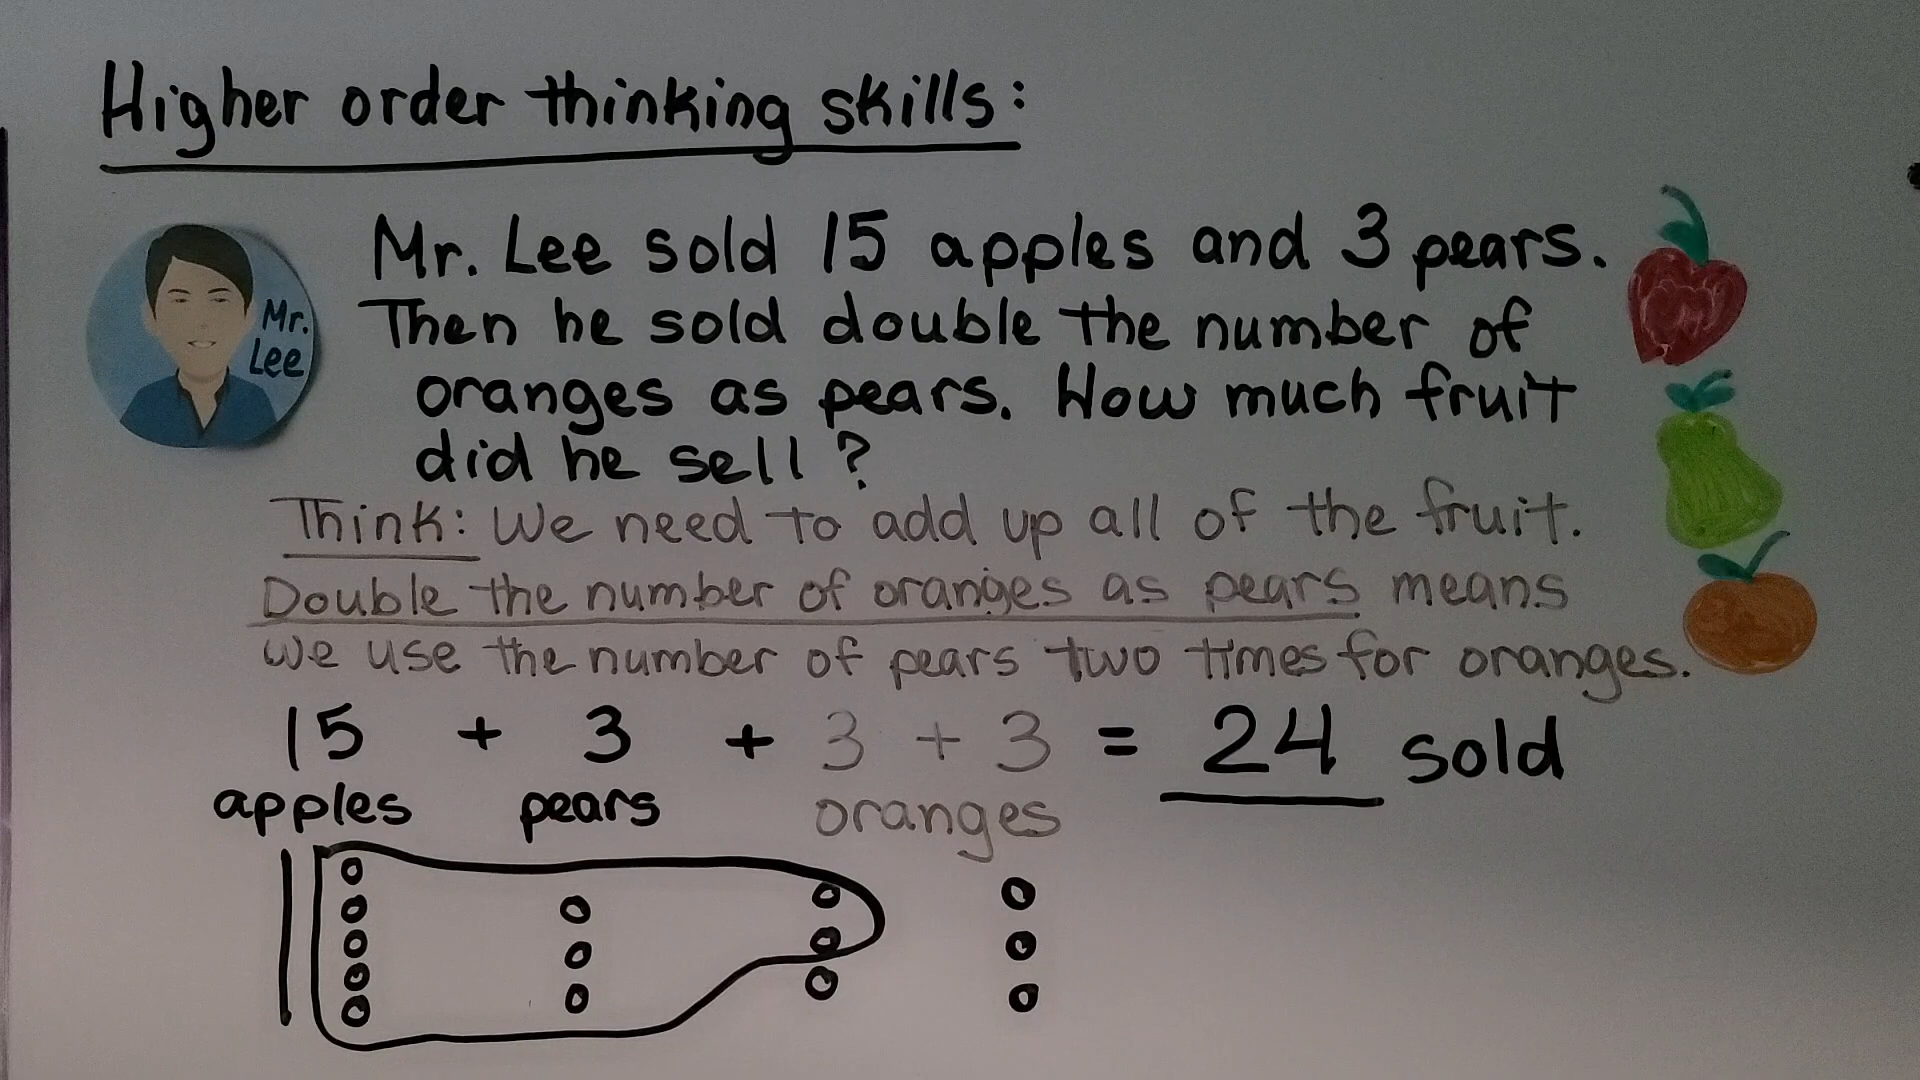 Higher order thinking skills:
Mr. Lee
Mr. Lee sold 15 apples and 3 pears.
Then he sold double the number of
oranges as pears. How much fruit
did he sell?
Think: We need to add up all of the fruit.
Double the number of oranges as pears means
we use the number of pears two times for oranges.
15 + 3 + 3 + 3 = 24 sold
apples pears oranges